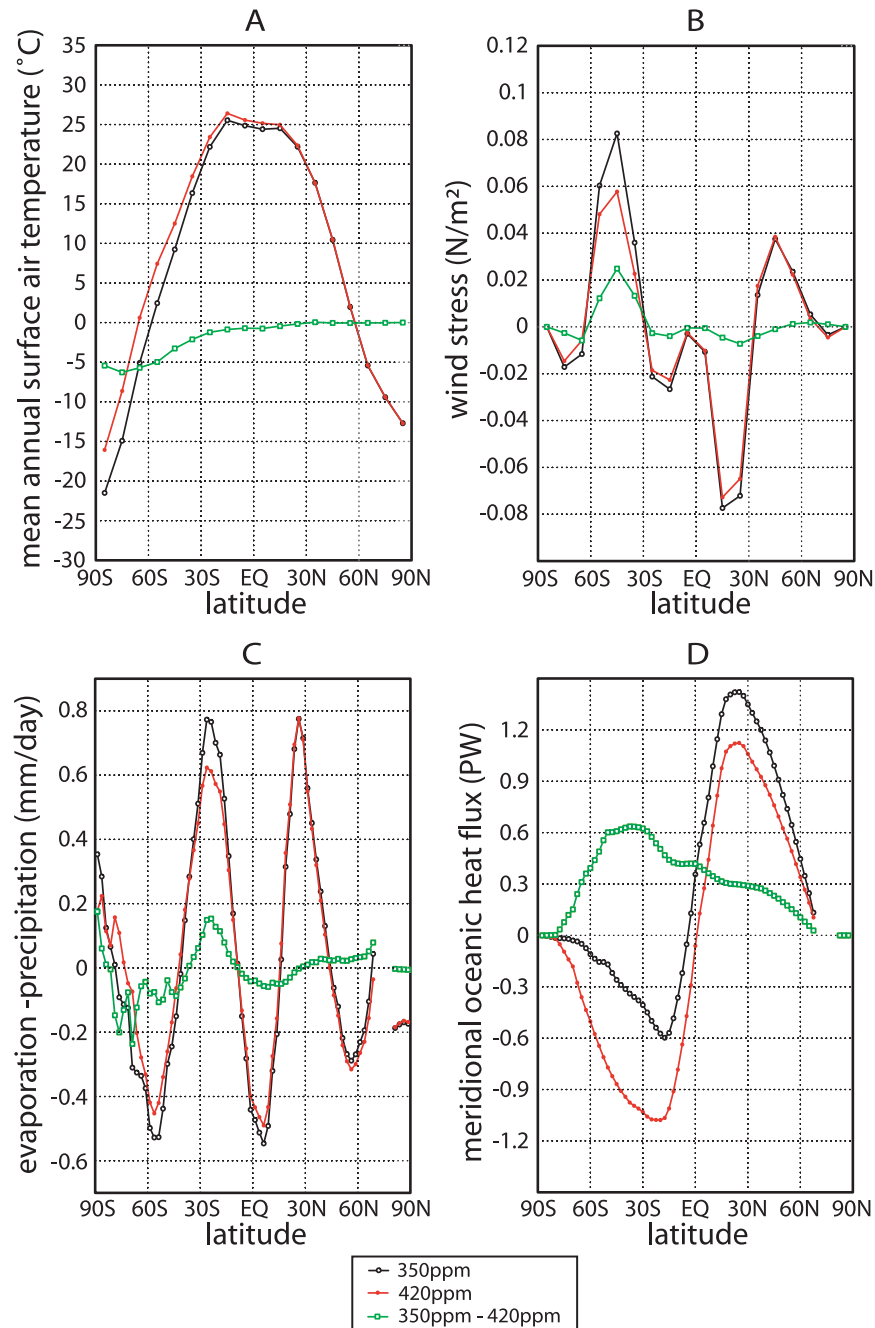 A
mean annual surface air temperature (˚C)
35
30
25
20
15
10
5
0
-5
-10
-15
-20
-25
-30
90S 60S 30S EQ 30N 60N 90N
latitude
B
wind stress (N/m²)
0.12
0.1
0.08
0.06
0.04
0.02
0
-0.02
-0.04
-0.06
-0.08
90S 60S 30S EQ 30N 60N 90N
latitude
C
evaporation -precipitation (mm/day)
0.8
0.6
0.4
0.2
0
-0.2
-0.4
-0.6
90S 60S 30S EQ 30N 60N 90N
latitude
D
meridional oceanic heat flux (PW)
1.2
0.9
0.6
0.3
0
-0.3
-0.6
-0.9
-1.2
90S 60S 30S EQ 30N 60N 90N
latitude
350ppm
420ppm
350ppm - 420ppm